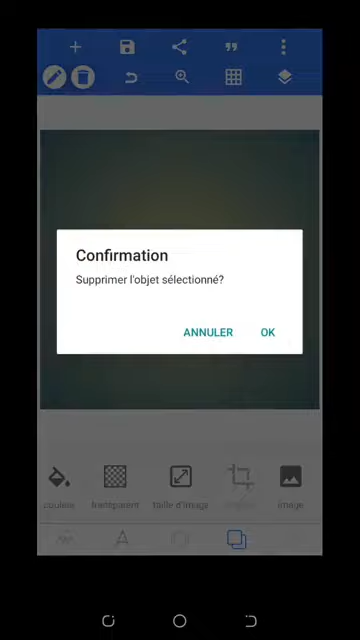 Confirmation
Supprimer l'objet sélectionné?
ANNULER OK
couleur transparent taille d'image image